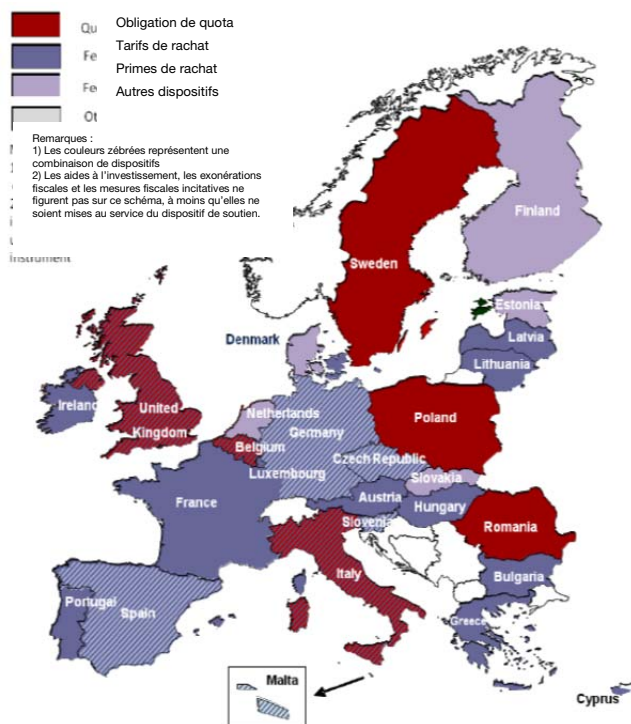 Qu Obligation de quota
Fe Tarifs de rachat
Fe Primes de rachat
Ot Autres dispositifs
Remarques :
1) Les couleurs zébrées représentent une
combinaison de dispositifs
2) Les aides à l'investissement, les exonérations
fiscales et les mesures fiscales incitatives ne
figurent pas sur ce schéma, à moins qu'elles ne
soient mises au service du dispositif de soutien.
instrument
Finland
Sweden
Estonia
Denmark
Latvia
Lithuania
Ireland
United
Kingdom
Netherlands
Germany
Poland
Belgium
Czech Republic
Luxembourg
Slovakia
France
Austria
Hungary
Slovenia
Romania
Italy
Bulgaria
Portugal
Spain
Greece
Malta
Cyprus